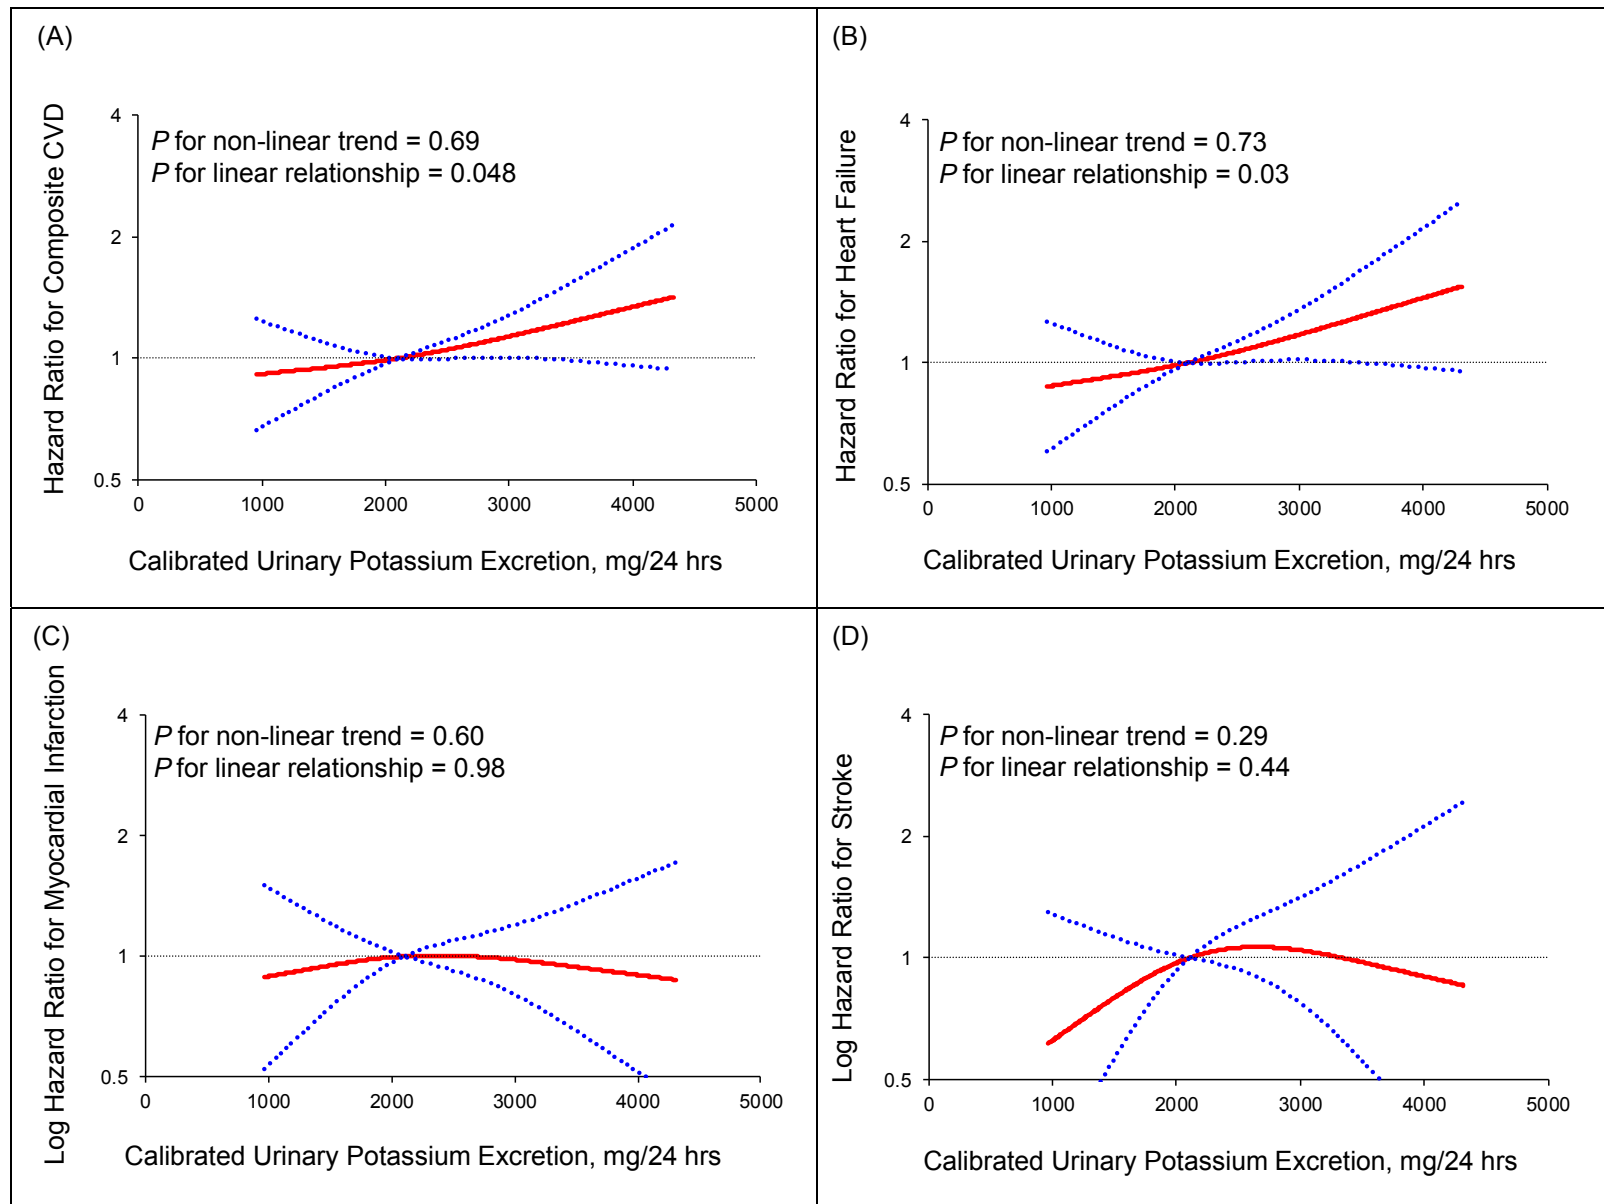 (A)
Hazard Ratio for Composite CVD
P for non-linear trend = 0.69
P for linear relationship = 0.048
4
2
1
0.5
0 1000 2000 3000 4000 5000
Calibrated Urinary Potassium Excretion, mg/24 hrs
(B)
Hazard Ratio for Heart Failure
P for non-linear trend = 0.73
P for linear relationship = 0.03
4
2
1
0.5
0 1000 2000 3000 4000 5000
Calibrated Urinary Potassium Excretion, mg/24 hrs
(C)
Log Hazard Ratio for Myocardial Infarction
P for non-linear trend = 0.60
P for linear relationship = 0.98
4
2
1
0.5
0 1000 2000 3000 4000 5000
Calibrated Urinary Potassium Excretion, mg/24 hrs
(D)
Log Hazard Ratio for Stroke
P for non-linear trend = 0.29
P for linear relationship = 0.44
4
2
1
0.5
0 1000 2000 3000 4000 5000
Calibrated Urinary Potassium Excretion, mg/24 hrs